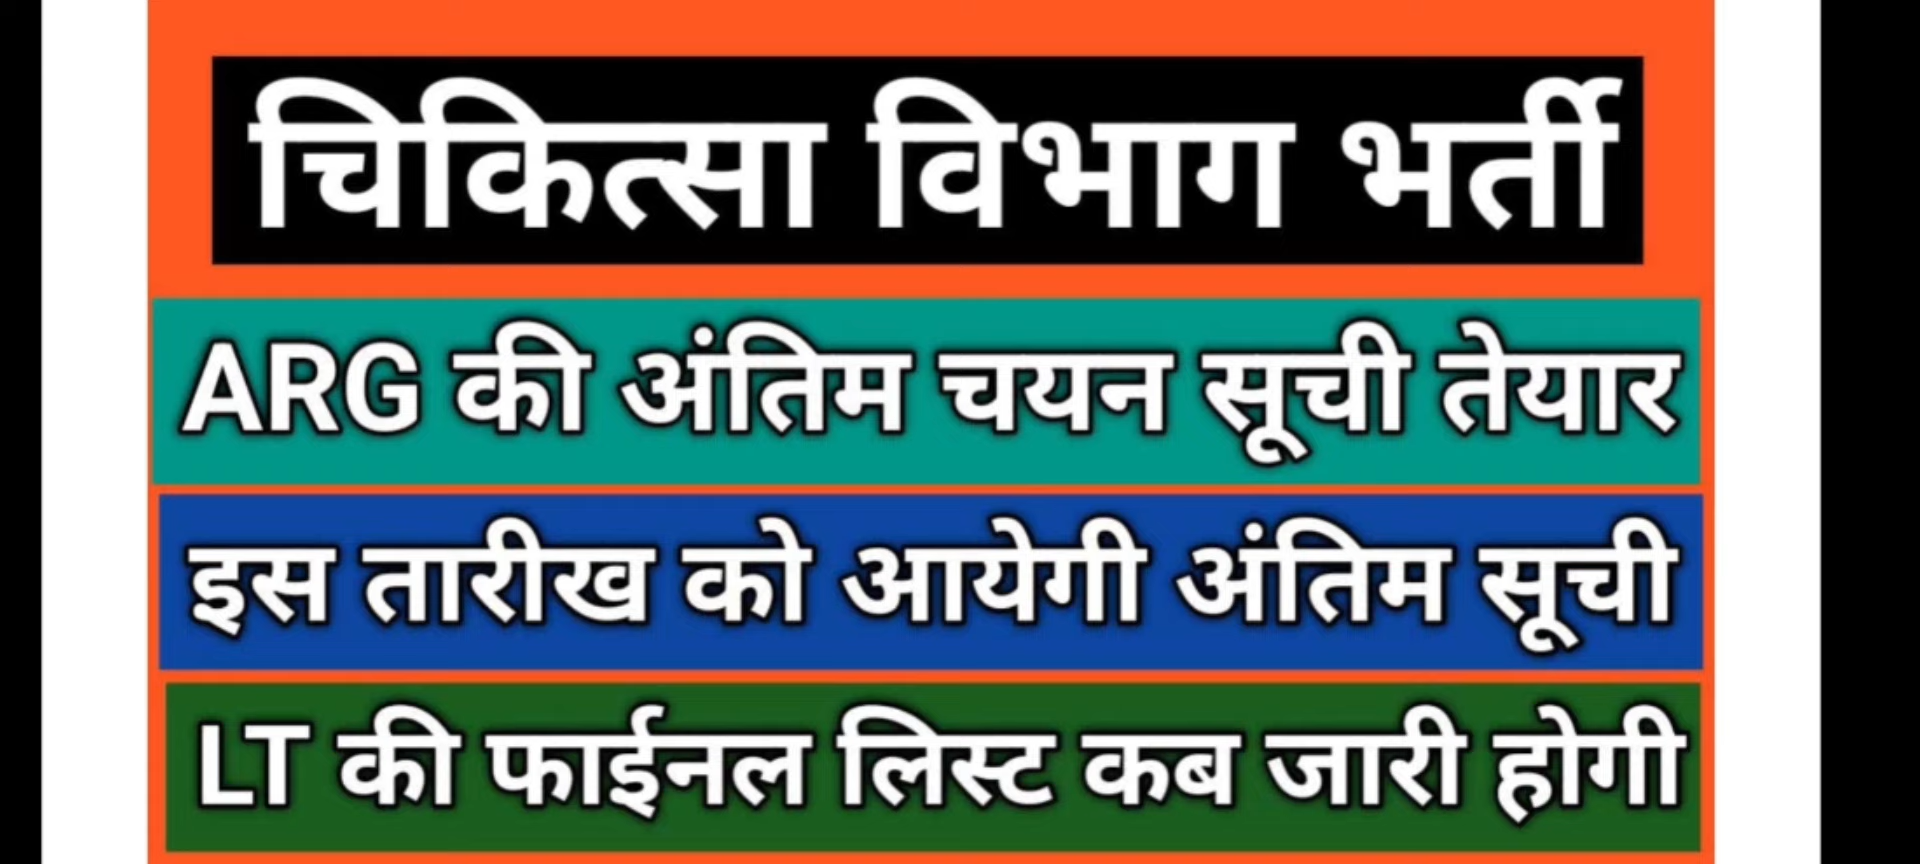 चिकित्सा विभाग भर्ती
ARG की अंतिम चयन सूची तेयार
इस तारीख को आयेगी अंतिम सूची
LT की फाईनल लिस्ट कब जारी होगी